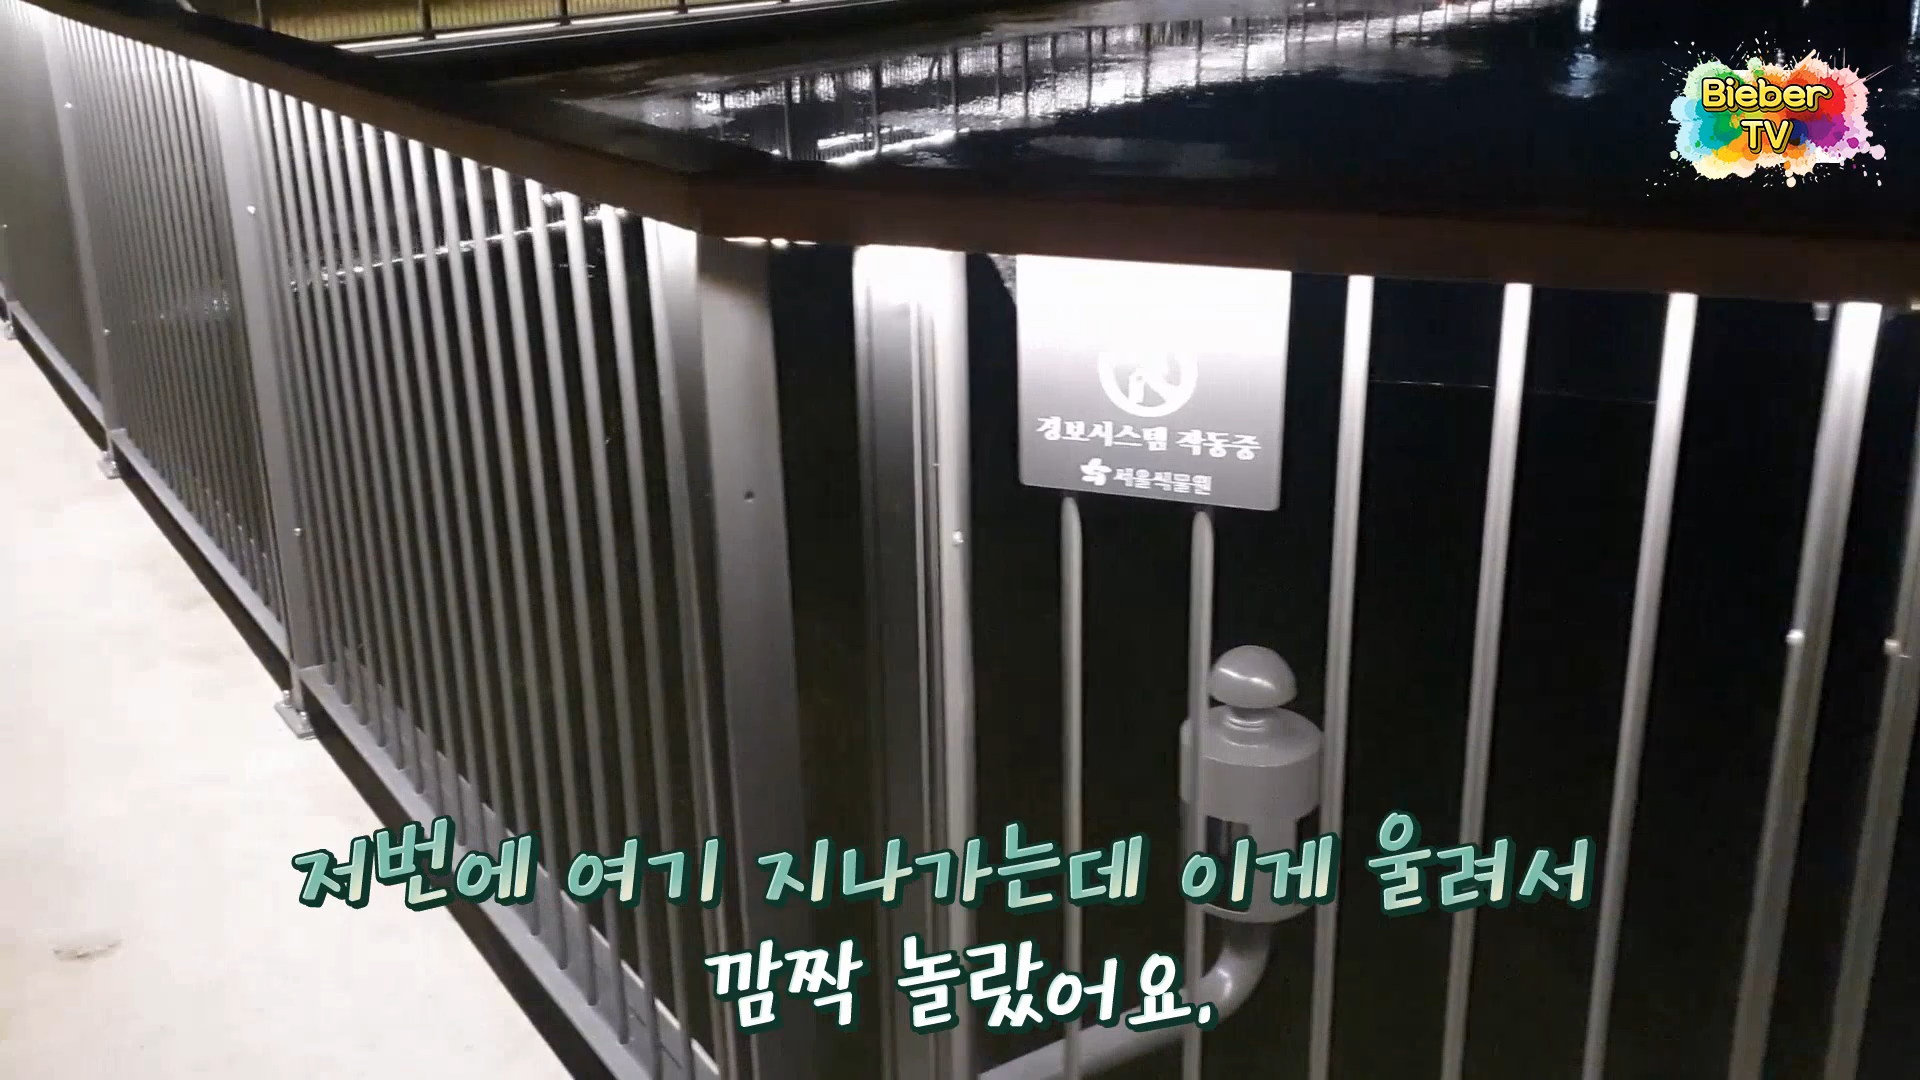 Bieber
TV
경보시스템 작동중
서울식물원
저번에 여기 지나가는데 이게 울려서
깜짝 놀랐어요.